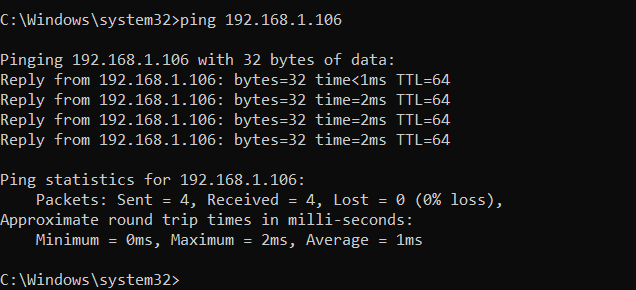 C:\Windows\system32>ping 192.168.1.106
Pinging 192.168.1.106 with 32 bytes of data:
Reply from 192.168.1.106: bytes=32 time<1ms TTL=64
Reply from 192.168.1.106: bytes=32 time=2ms TTL=64
Reply from 192.168.1.106: bytes=32 time=2ms TTL=64
Reply from 192.168.1.106: bytes=32 time=2ms TTL=64
Ping statistics for 192.168.1.106:
Packets: Sent = 4, Received = 4, Lost = 0 (0% loss),
Approximate round trip times in milli-seconds:
Minimum = 0ms, Maximum = 2ms, Average = 1ms
C:\Windows\system32>